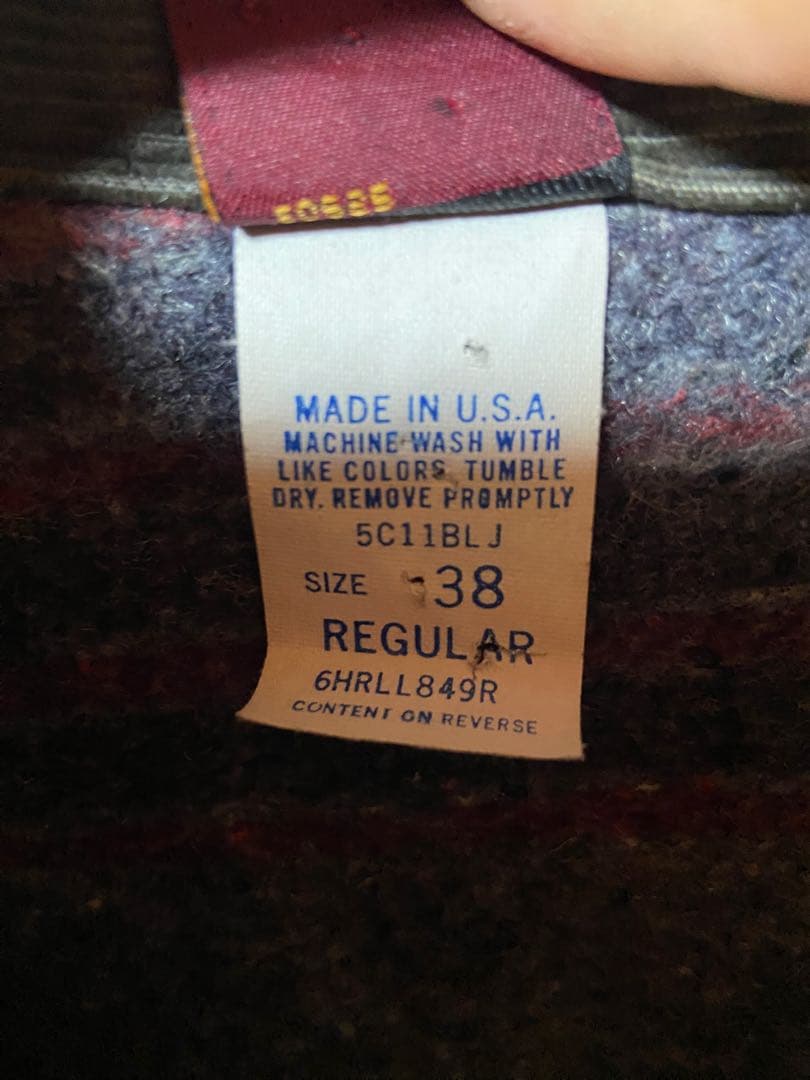 MADE IN U.S.A.
MACHINE WASH WITH
LIKE COLORS, TUMBLE
DRY. REMOVE PROMPTLY
5C11BLJ
SIZE 38
REGULAR
6HRLL849R
CONTENT ON REVERSE